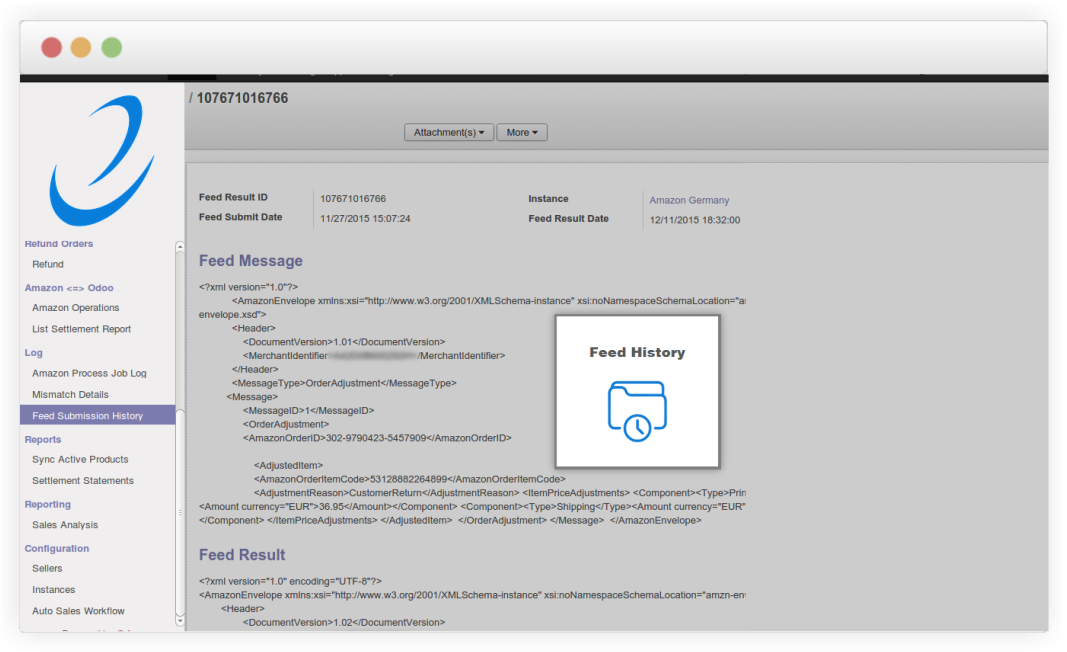 / 107671016766
Attachment(s) More
Refund Orders
Refund
Amazon <=> Odoo
Amazon Operations
List Settlement Report
Log
Amazon Process Job Log
Mismatch Details
Feed Submission History
Reports
Sync Active Products
Settlement Statements
Reporting
Sales Analysis
Configuration
Sellers
Instances
Auto Sales Workflow
Feed Result ID 107671016766 Instance Amazon Germany
Feed Submit Date 11/27/2015 15:07:24 Feed Result Date 12/11/2015 18:32:00
Feed Message
<?xml version="1.0"?>
<AmazonEnvelope xmlns:xsi="http://www.w3.org/2001/XMLSchema-instance" xsi:noNamespaceSchemaLocation="
envelope.xsd">
<Header>
<DocumentVersion>1.01</DocumentVersion>
<MerchantIdentifier> </MerchantIdentifier>
</Header>
<MessageType>OrderAdjustment</MessageType>
<Message>
<MessageID>1</MessageID>
<OrderAdjustment>
<AmazonOrderID>302-9790423-5457909</AmazonOrderID>
<AdjustedItem>
<AmazonOrderItemCode>53128882264899</AmazonOrderItemCode>
<AdjustmentReason>CustomerReturn</AdjustmentReason> <ItemPriceAdjustments> <Component><Type>Prin
<Amount currency="EUR">36.95</Amount></Component> <Component><Type>Shipping</Type><Amount currency="EUR"
</Component> </ItemPriceAdjustments> </AdjustedItem> </OrderAdjustment> </Message> </AmazonEnvelope>
Feed History
Feed Result
<?xml version="1.0" encoding="UTF-8"?>
<AmazonEnvelope xmlns:xsi="http://www.w3.org/2001/XMLSchema-instance" xsi:noNamespaceSchemaLocation="amzn-en
<Header>
<DocumentVersion>1.02</DocumentVersion>